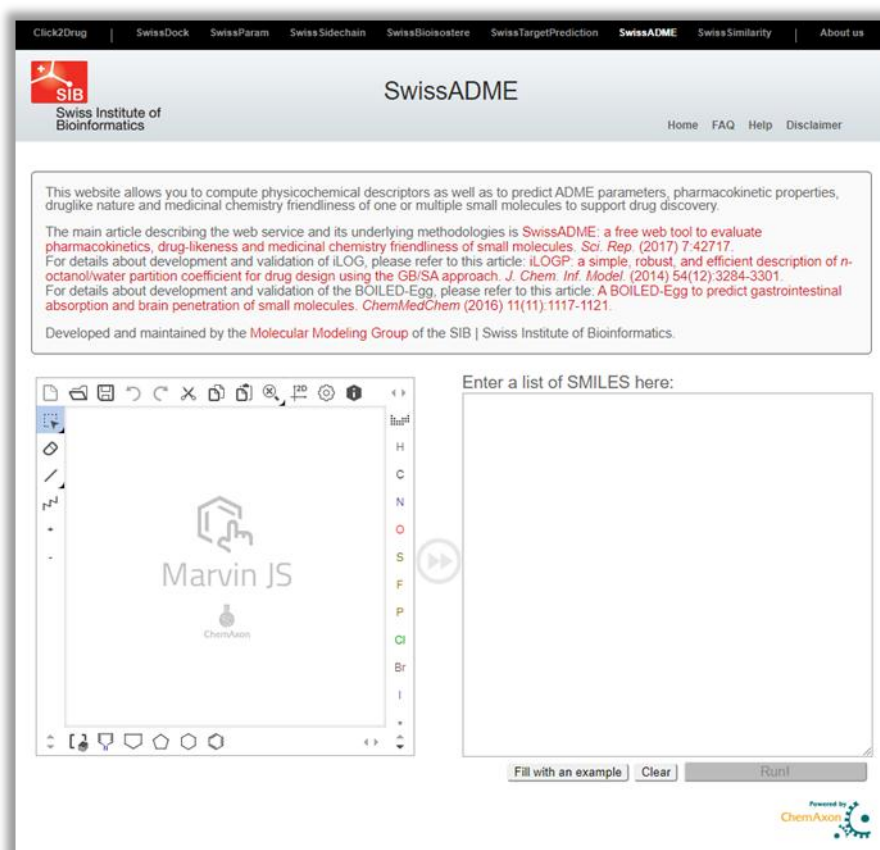 Click2Drug | SwissDock SwissParam SwissSidechain SwissBioisostere SwissTargetPrediction SwissADME SwissSimilarity | About us
SIB
Swiss Institute of
Bioinformatics
SwissADME
Home FAQ Help Disclaimer
This website allows you to compute physicochemical descriptors as well as to predict ADME parameters, pharmacokinetic properties,
druglike nature and medicinal chemistry friendliness of one or multiple small molecules to support drug discovery.
The main article describing the web service and its underlying methodologies is SwissADME: a free web tool to evaluate
pharmacokinetics, drug-likeness and medicinal chemistry friendliness of small molecules. Sci. Rep. (2017) 7:42717.
For details about development and validation of iLOG, please refer to this article: iLOGP: a simple, robust, and efficient description of n-
octanol/water partition coefficient for drug design using the GB/SA approach. J. Chem. Inf. Model. (2014) 54(12):3284-3301.
For details about development and validation of the BOILED-Egg, please refer to this article: A BOILED-Egg to predict gastrointestinal
absorption and brain penetration of small molecules. ChemMedChem (2016) 11(11):1117-1121.
Developed and maintained by the Molecular Modeling Group of the SIB | Swiss Institute of Bioinformatics.
Enter a list of SMILES here:
2D
H
C
N
O
S
F
P
Cl
Br
I
*
Marvin JS
ChemAxon
Fill with an example Clear Run!
Powered by
ChemAxon